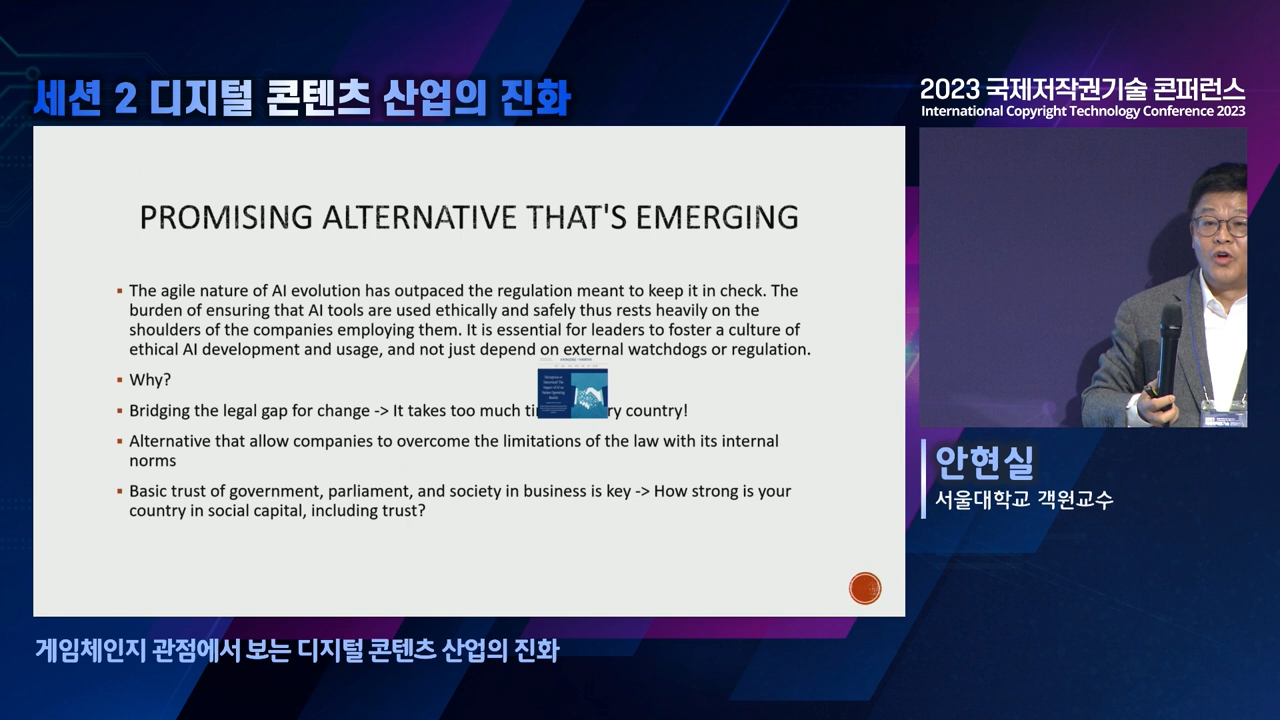 세션 2 디지털 콘텐츠 산업의 진화
2023 국제저작권기술 콘퍼런스
International Copyright Technology Conference 2023
PROMISING ALTERNATIVE THAT'S EMERGING
▪ The agile nature of AI evolution has outpaced the regulation meant to keep it in check. The
burden of ensuring that AI tools are used ethically and safely thus rests heavily on the
shoulders of the companies employing them. It is essential for leaders to foster a culture of
ethical AI development and usage, and not just depend on external watchdogs or regulation.
▪ Why?
▪ Bridging the legal gap for change -> It takes too much country!
▪ Alternative that allow companies to overcome the limitations of the law with its internal
norms
▪ Basic trust of government, parliament, and society in business is key -> How strong is your
country in social capital, including trust?
안현실
서울대학교 객원교수
게임체인지 관점에서 보는 디지털 콘텐츠 산업의 진화